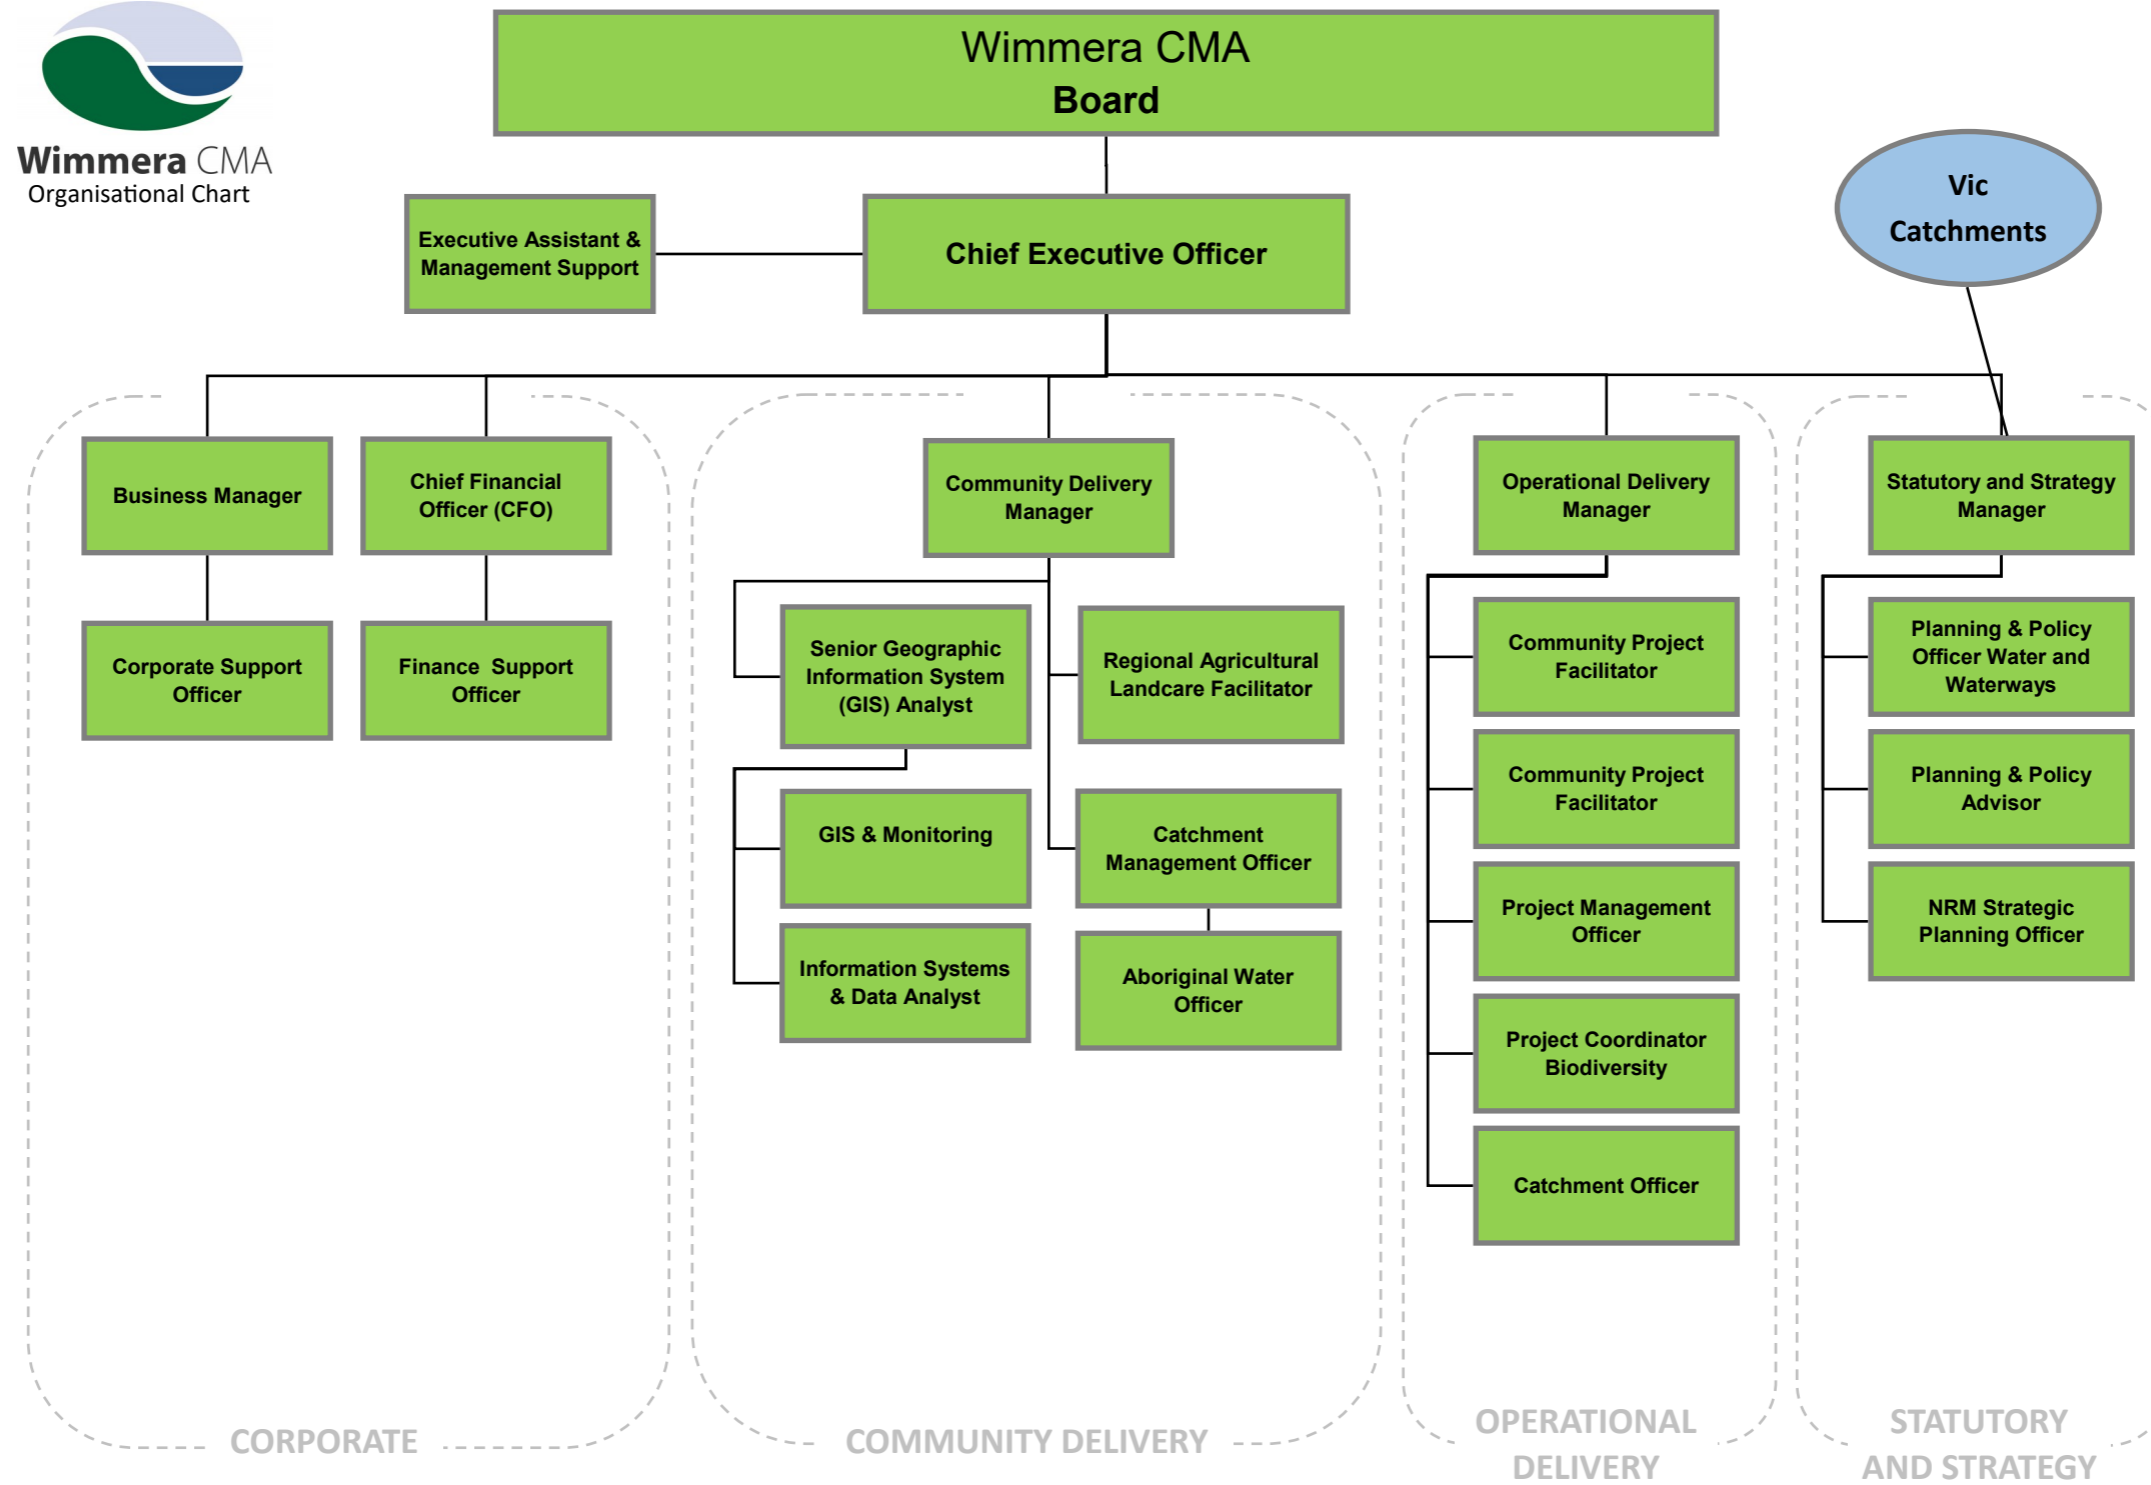 Wimmera CMA
Organisational Chart
Wimmera CMA
Board
Vic
Catchments
Executive Assistant &
Management Support
Chief Executive Officer
Business Manager
Chief Financial
Officer (CFO)
Corporate Support
Officer
Finance Support
Officer
Community Delivery
Manager
Senior Geographic
Information System
(GIS) Analyst
Regional Agricultural
Landcare Facilitator
GIS & Monitoring
Catchment
Management Officer
Information Systems
& Data Analyst
Aboriginal Water
Officer
Operational Delivery
Manager
Community Project
Facilitator
Community Project
Facilitator
Project Management
Officer
Project Coordinator
Biodiversity
Catchment Officer
Statutory and Strategy
Manager
Planning & Policy
Officer Water and
Waterways
Planning & Policy
Advisor
NRM Strategic
Planning Officer
CORPORATE
COMMUNITY DELIVERY
OPERATIONAL
DELIVERY
STATUTORY
AND STRATEGY